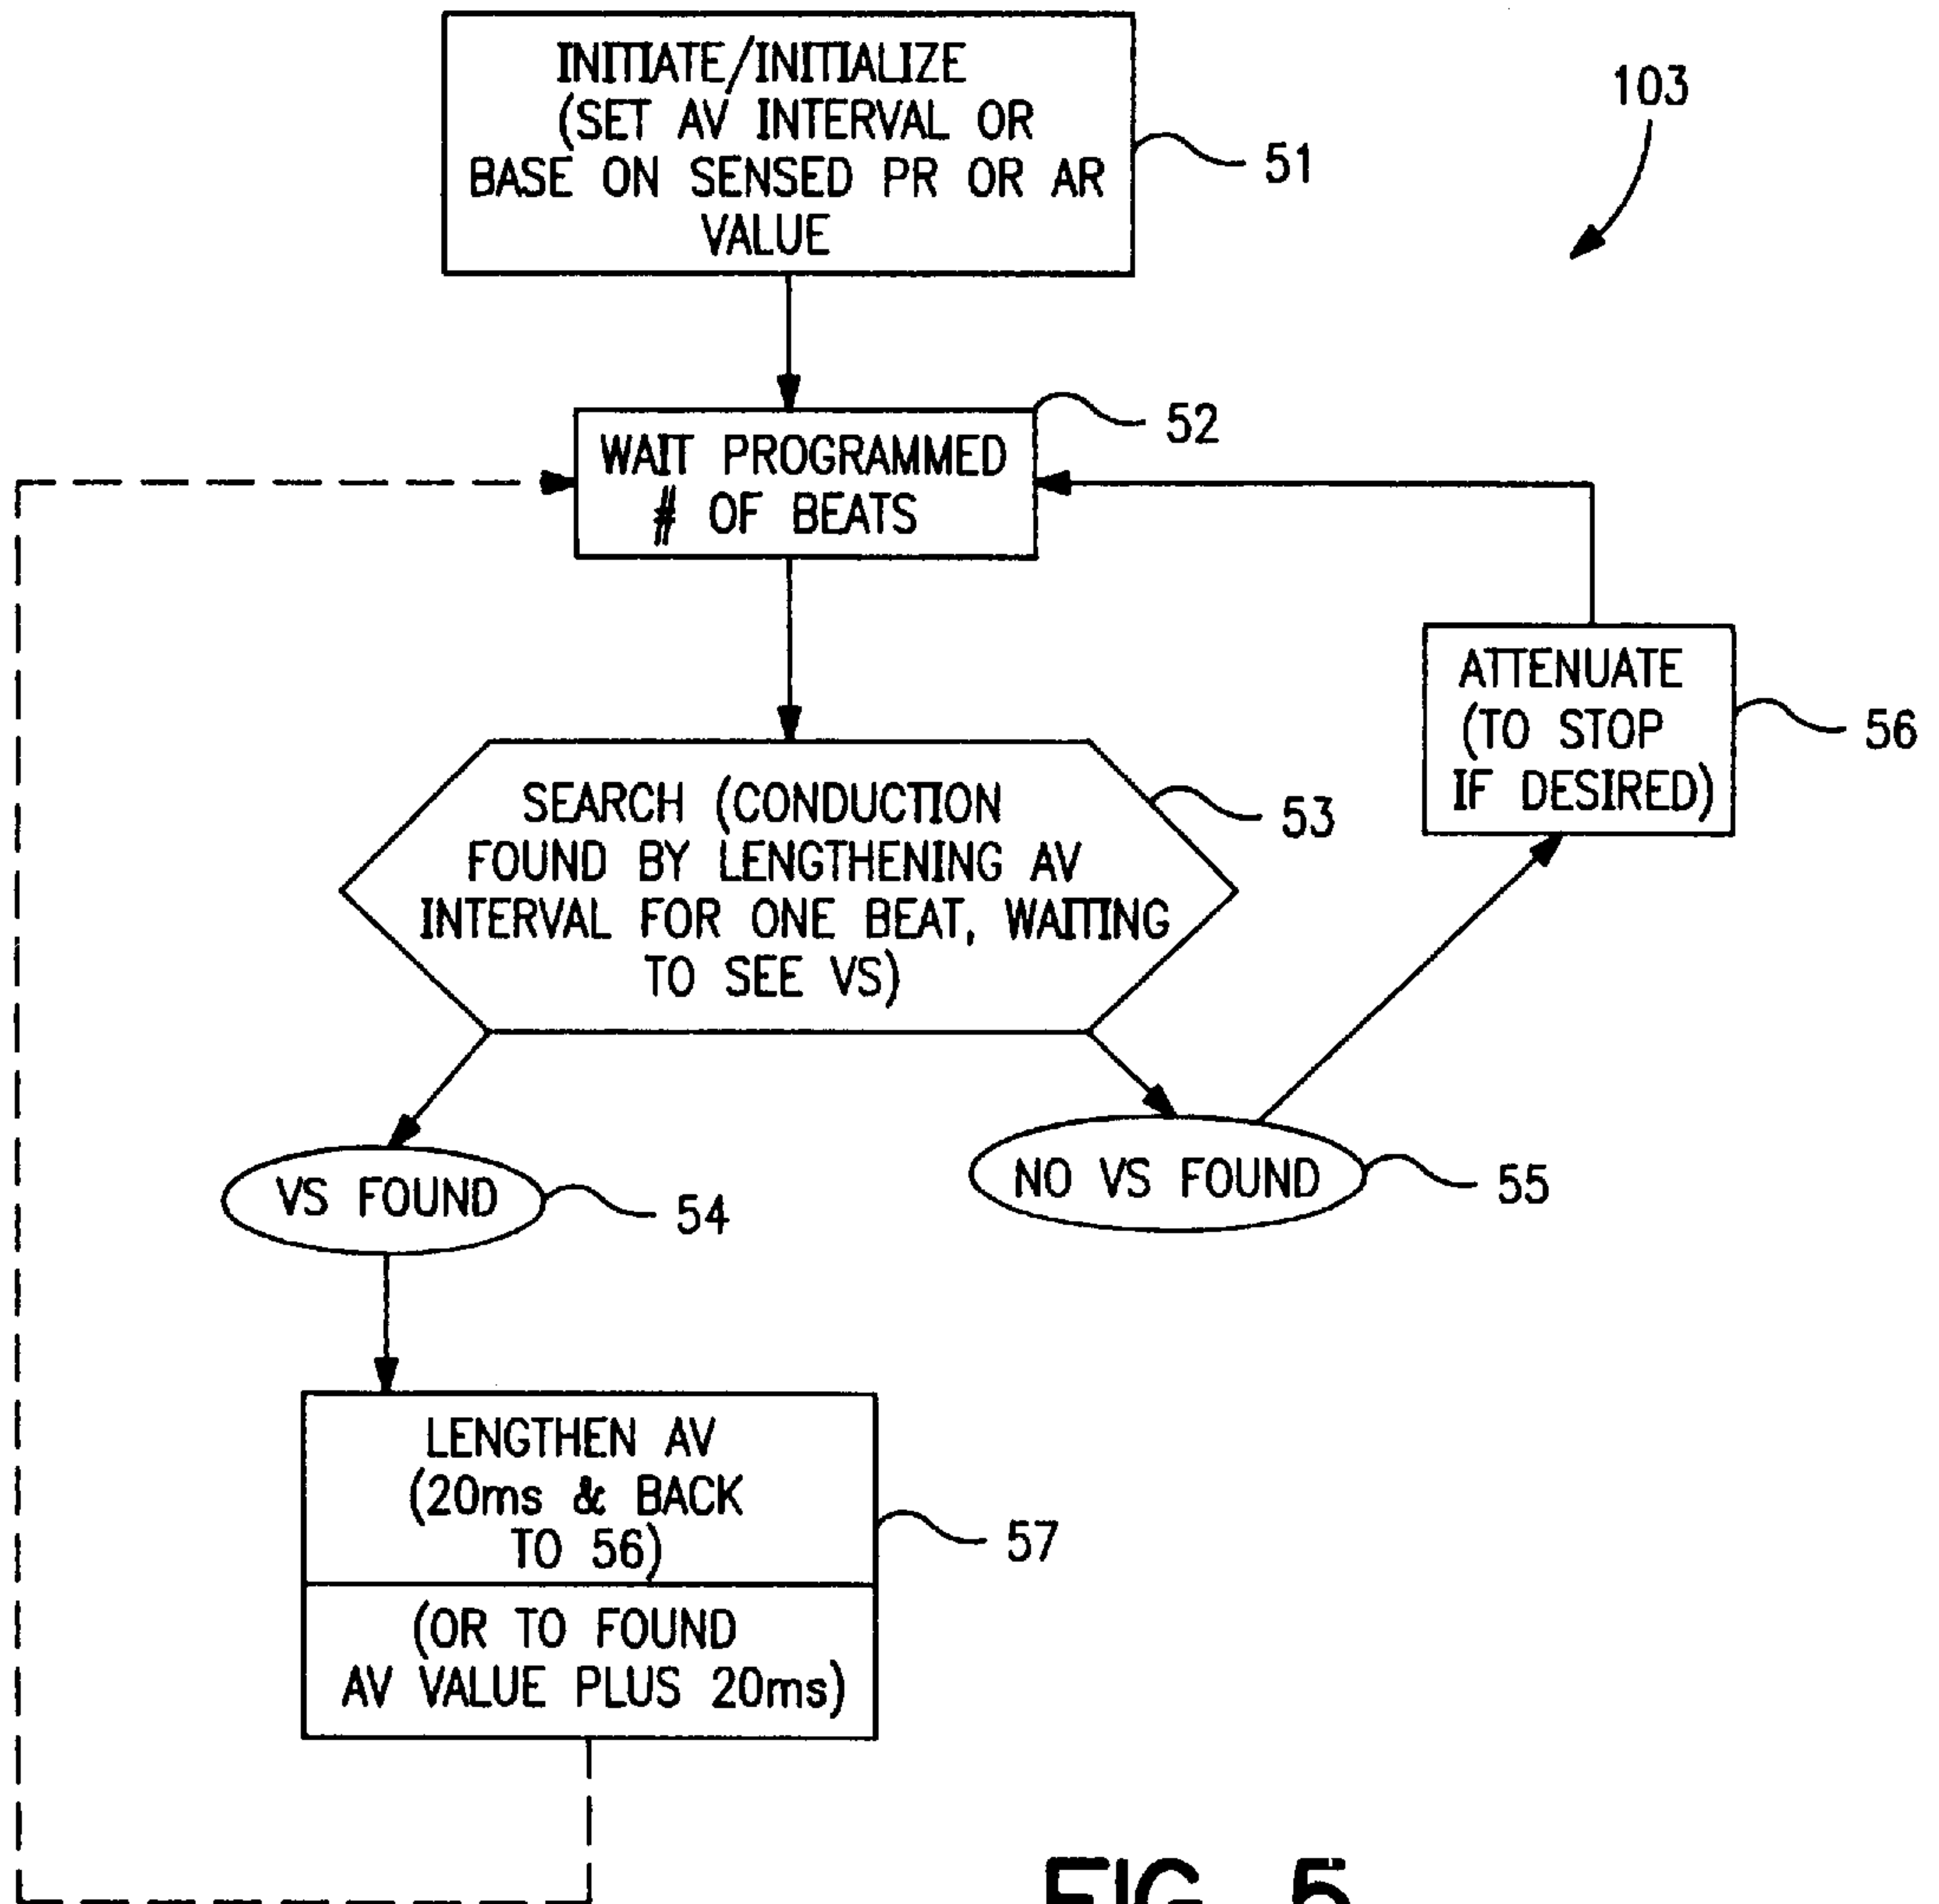 INITIATE/INITIALIZE
(SET AV INTERVAL OR
BASE ON SENSED PR OR AR
VALUE
51
103
WAIT PROGRAMMED
# OF BEATS
52
ATTENUATE
(TO STOP
IF DESIRED)
56
SEARCH (CONDUCTION
FOUND BY LENGTHENING AV
INTERVAL FOR ONE BEAT, WAITING
TO SEE VS)
53
VS FOUND
54
NO VS FOUND
55
LENGTHEN AV
(20ms & BACK
TO 56)
(OR TO FOUND
AV VALUE PLUS 20ms)
57
FIG. 5